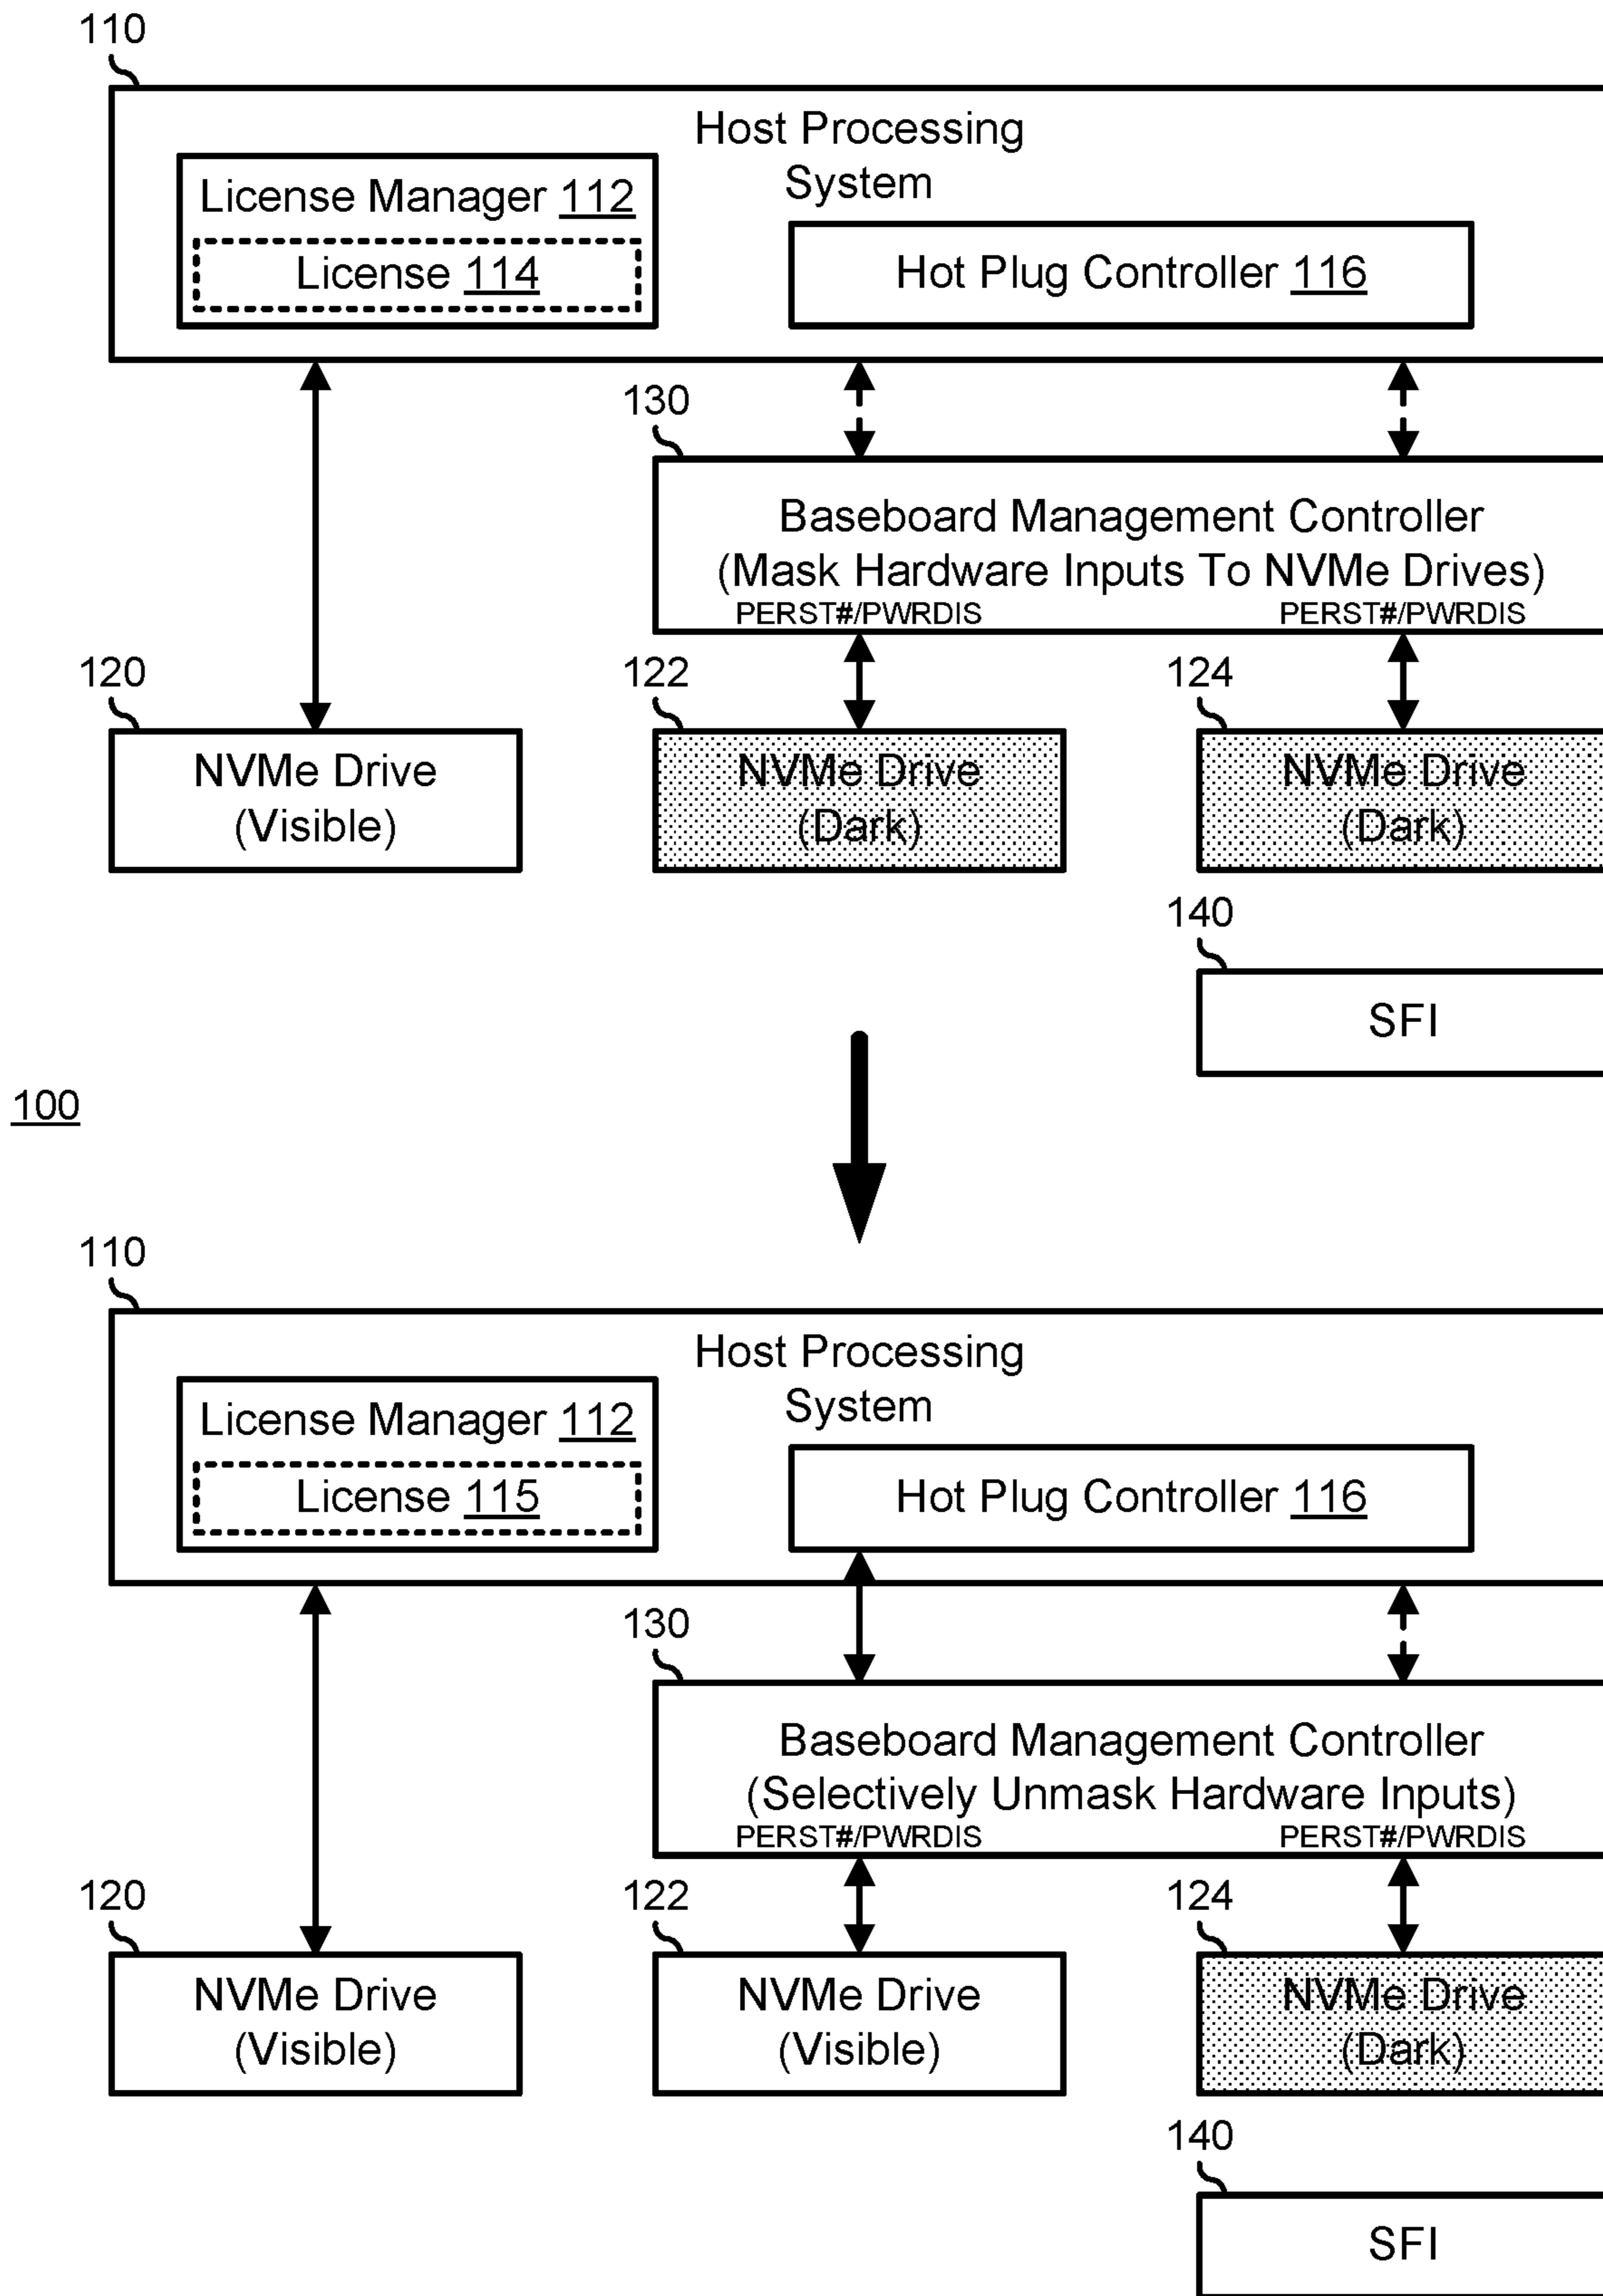 110
Host Processing
System
License Manager 112
License 114
Hot Plug Controller 116
130
Baseboard Management Controller
(Mask Hardware Inputs To NVMe Drives)
PERST#/PWRDIS PERST#/PWRDIS
120 122 124
NVMe Drive NVMe Drive NVMe Drive
(Visible) (Dark) (Dark)
140
SFI
100
110
Host Processing
System
License Manager 112
License 115
Hot Plug Controller 116
130
Baseboard Management Controller
(Selectively Unmask Hardware Inputs)
PERST#/PWRDIS PERST#/PWRDIS
120 122 124
NVMe Drive NVMe Drive NVMe Drive
(Visible) (Visible) (Dark)
140
SFI